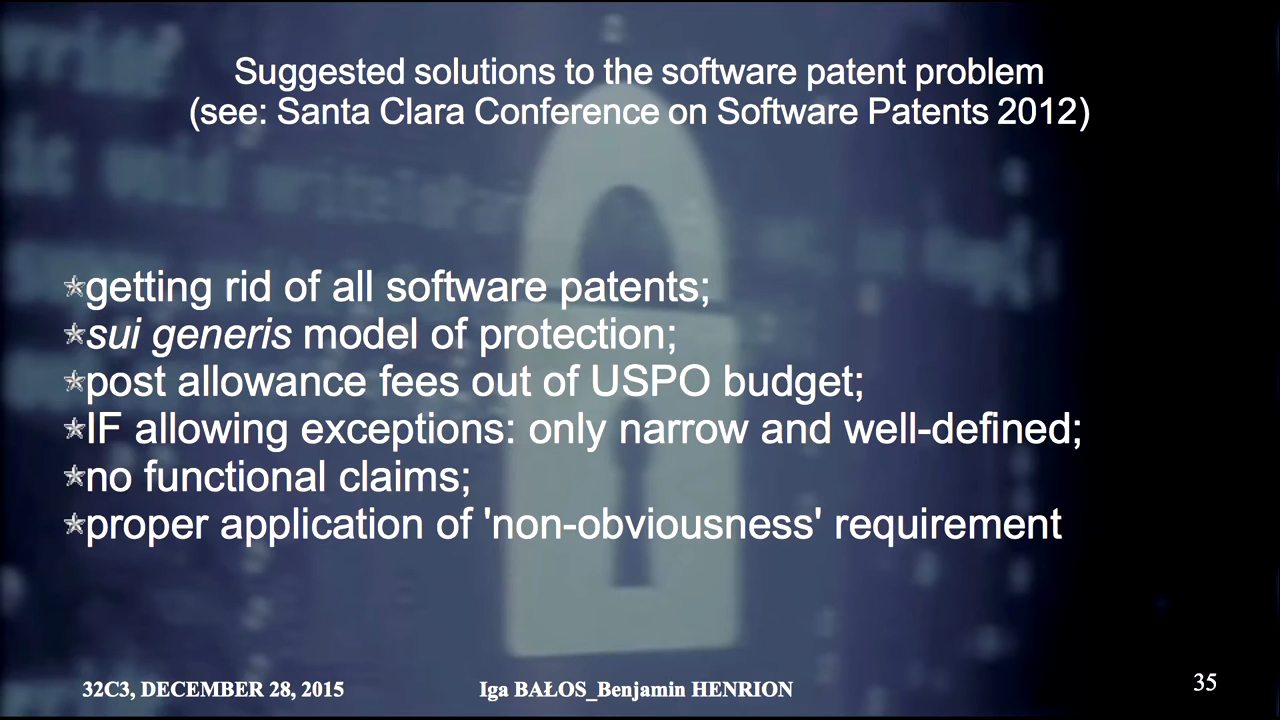 Suggested solutions to the software patent problem
(see: Santa Clara Conference on Software Patents 2012)
getting rid of all software patents;
sui generis model of protection;
post allowance fees out of USPO budget;
IF allowing exceptions: only narrow and well-defined;
no functional claims;
proper application of 'non-obviousness' requirement
32C3, DECEMBER 28, 2015
Iga BAŁOS_Benjamin HENRION
35